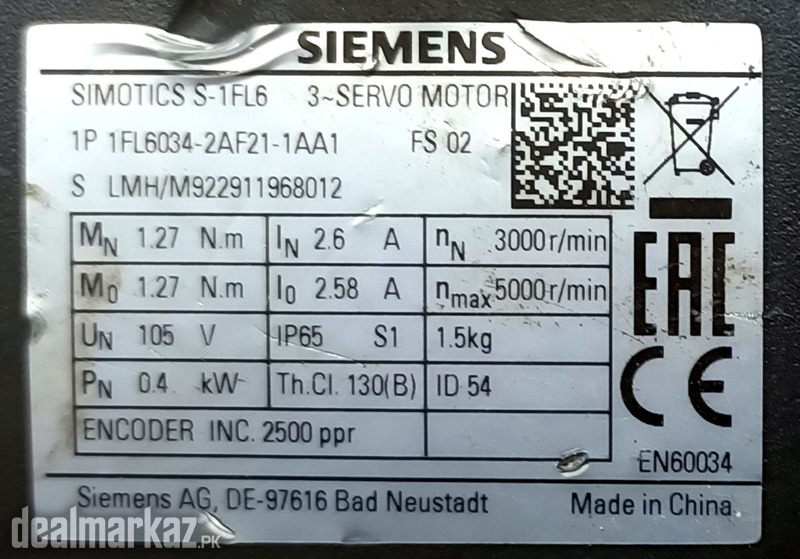 SIEMENS
SIMOTICS S-1FL6 3~SERVO MOTOR
1P 1FL6034-2AF21-1AA1 FS 02
S LMH/M922911968012
MN 1.27 N.m IN 2.6 A nN 3000r/min
M0 1.27 N.m I0 2.58 A nmax 5000r/min
UN 105 V IP65 S1 1.5kg
PN 0.4 kW Th.Cl. 130(B) ID 54
ENCODER INC. 2500 ppr
EAC
CE
EN60034
Siemens AG, DE-97616 Bad Neustadt Made in China
dealmarkaz.PK